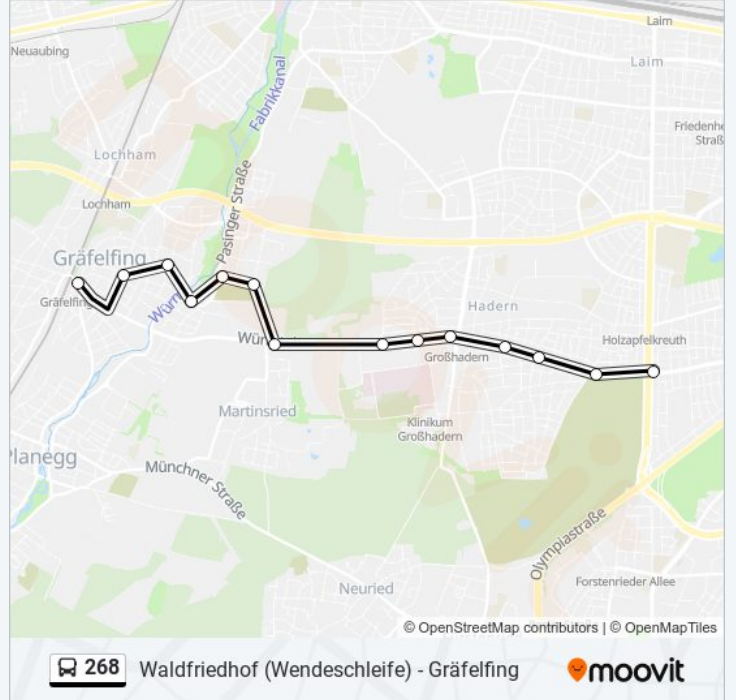 Laim
Neuaubing
Laim
Fabrikkanal
Friedenhe
Straß
Lochham
Pasinger Straße
Lochham
Gräfelfing
Gräfelfing
Würm
Hadern
Holzapfelkreuth
Großhadern
Martinsried
Klinikum
Großhadern
Planegg
Münchner Straße
Olympiastraße
Neuried
Forstenrieder Allee
© OpenStreetMap contributors | © OpenMapTiles
268 Waldfriedhof (Wendeschleife) - Gräfelfing
moovit